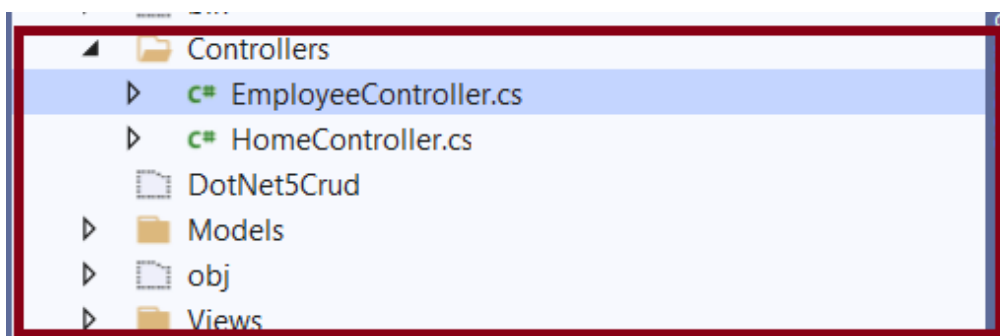 Controllers
C# EmployeeController.cs
C# HomeController.cs
DotNet5Crud
Models
obj
Views